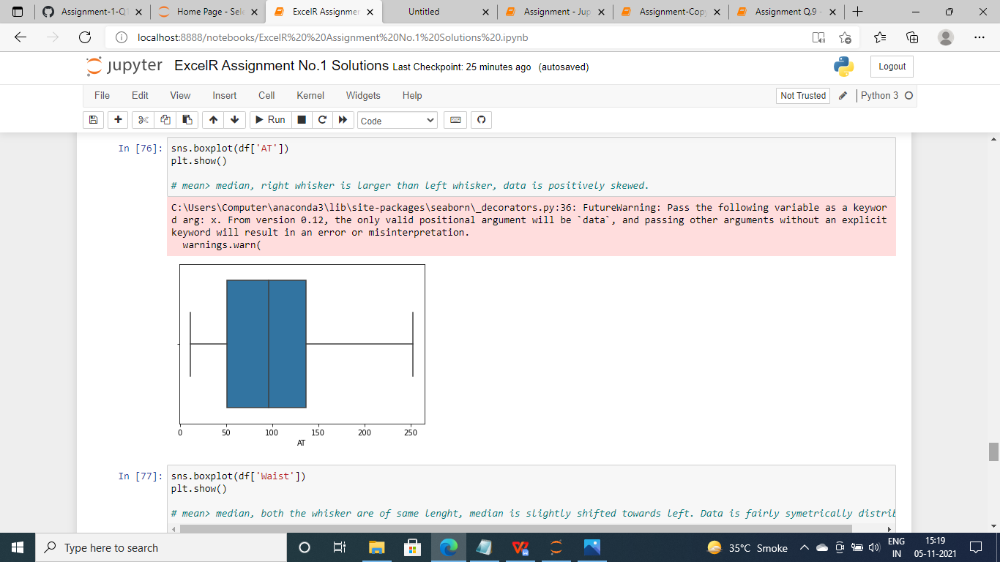 Assignment-1-Q1
Home Page - Sele
ExcelR Assignmen
Untitled
Assignment - Jup
Assignment-Copy
Assignment Q.9 -
localhost:8888/notebooks/ExcelR%20%20Assignment%20No.1%20Solutions%20.ipynb
jupyter ExcelR Assignment No.1 Solutions Last Checkpoint: 25 minutes ago (autosaved)
Logout
File Edit View Insert Cell Kernel Widgets Help
Not Trusted
Python 3
Run
Code
In [76]: sns.boxplot(df['AT'])
plt.show()
# mean> median, right whisker is larger than left whisker, data is positively skewed.
C:\Users\Computer\anaconda3\lib\site-packages\seaborn\_decorators.py:36: FutureWarning: Pass the following variable as a keywor
d arg: x. From version 0.12, the only valid positional argument will be `data`, and passing other arguments without an explicit
keyword will result in an error or misinterpretation.
warnings.warn(
0 50 100 150 200 250
AT
In [77]: sns.boxplot(df['Waist'])
plt.show()
# mean> median, both the whisker are of same lenght, median is slightly shifted towards left. Data is fairly symetrically distrib
Type here to search
35°C Smoke
ENG
IN
15:19
05-11-2021